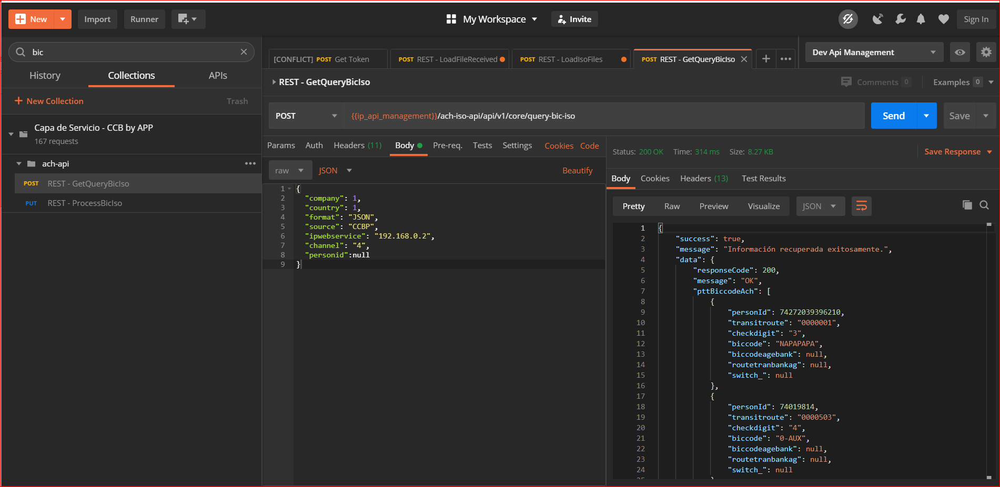 New
Import
Runner
My Workspace
Invite
Sign In
bic
History
Collections
APIs
+ New Collection
Trash
Capa de Servicio - CCB by APP
167 requests
ach-api
POST REST - GetQueryBicIso
PUT REST - ProcessBicIso
[CONFLICT] POST Get Token
POST REST - LoadFileReceived
POST REST - LoadIsoFiles
POST REST - GetQueryBicIso
Dev Api Management
REST - GetQueryBicIso
Comments 0
Examples 0
POST
{{ip_api_management}}/ach-iso-api/api/v1/core/query-bic-iso
Send
Save
Params Auth Headers (11) Body Pre-req. Tests Settings Cookies Code
raw JSON Beautify
1 {
2 "company": 1,
3 "country": 1,
4 "format": "JSON",
5 "source": "CCBP",
6 "ipwebservice": "192.168.0.2",
7 "channel": "4",
8 "personid":null
9 }
Status: 200 OK Time: 314 ms Size: 8.27 KB
Save Response
Body Cookies Headers (13) Test Results
Pretty Raw Preview Visualize JSON
1 {
2 "success": true,
3 "message": "Información recuperada exitosamente.",
4 "data": {
5 "responseCode": 200,
6 "message": "OK",
7 "pttBiccodeAch": [
8 {
9 "personId": 74272039396210,
10 "transitroute": "0000001",
11 "checkdigit": "3",
12 "biccode": "NAPAPAPA",
13 "biccodeagebank": null,
14 "routetranbankag": null,
15 "switch_": null
16 },
17 {
18 "personId": 74019814,
19 "transitroute": "0000503",
20 "checkdigit": "4",
21 "biccode": "0-AUX",
22 "biccodeagebank": null,
23 "routetranbankag": null,
24 "switch_": null